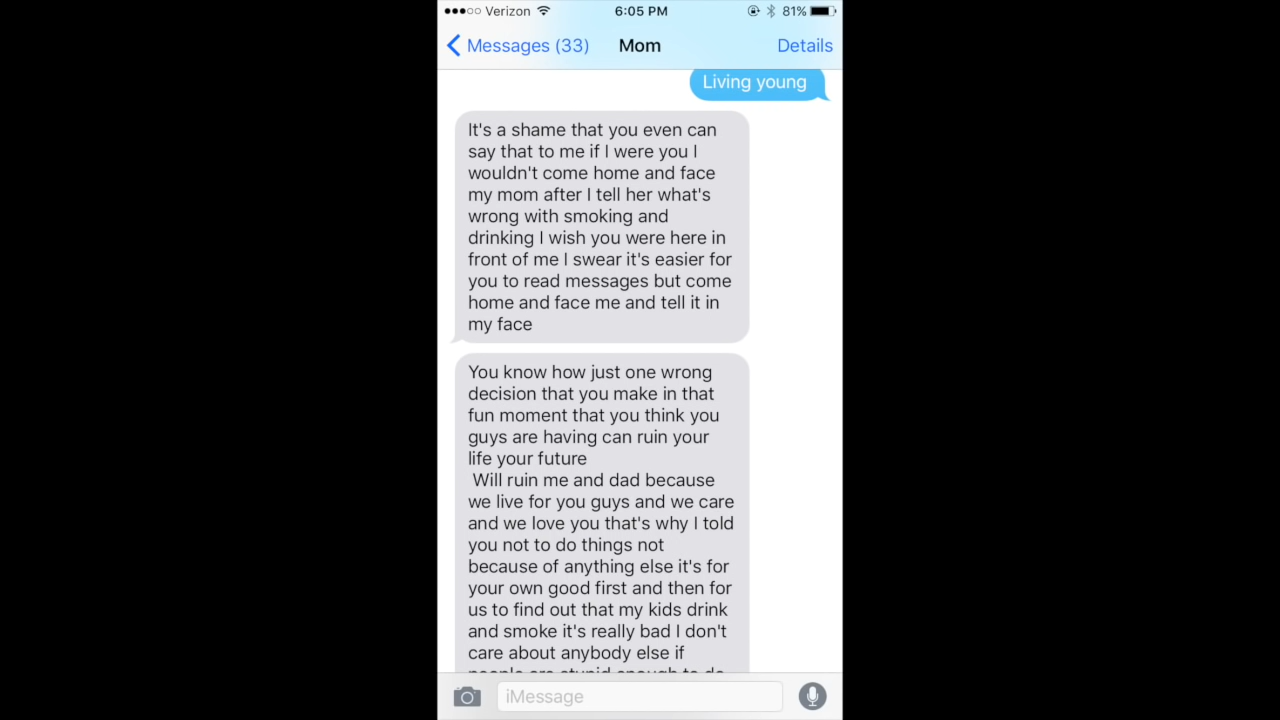 Verizon 6:05 PM 81%
Messages (33) Mom Details
Living young
It's a shame that you even can
say that to me if I were you I
wouldn't come home and face
my mom after I tell her what's
wrong with smoking and
drinking I wish you were here in
front of me I swear it's easier for
you to read messages but come
home and face me and tell it in
my face
You know how just one wrong
decision that you make in that
fun moment that you think you
guys are having can ruin your
life your future
Will ruin me and dad because
we live for you guys and we care
and we love you that's why I told
you not to do things not
because of anything else it's for
your own good first and then for
us to find out that my kids drink
and smoke it's really bad I don't
care about anybody else if
people are stupid enough to do
iMessage